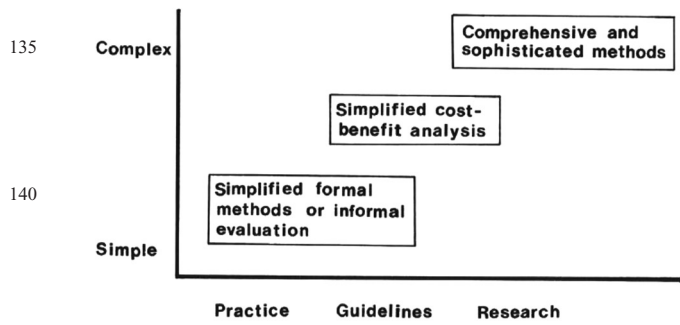 135
Complex
Comprehensive and
sophisticated methods
Simplified cost-
benefit analysis
140
Simplified formal
methods or informal
evaluation
Simple
Practice Guidelines Research